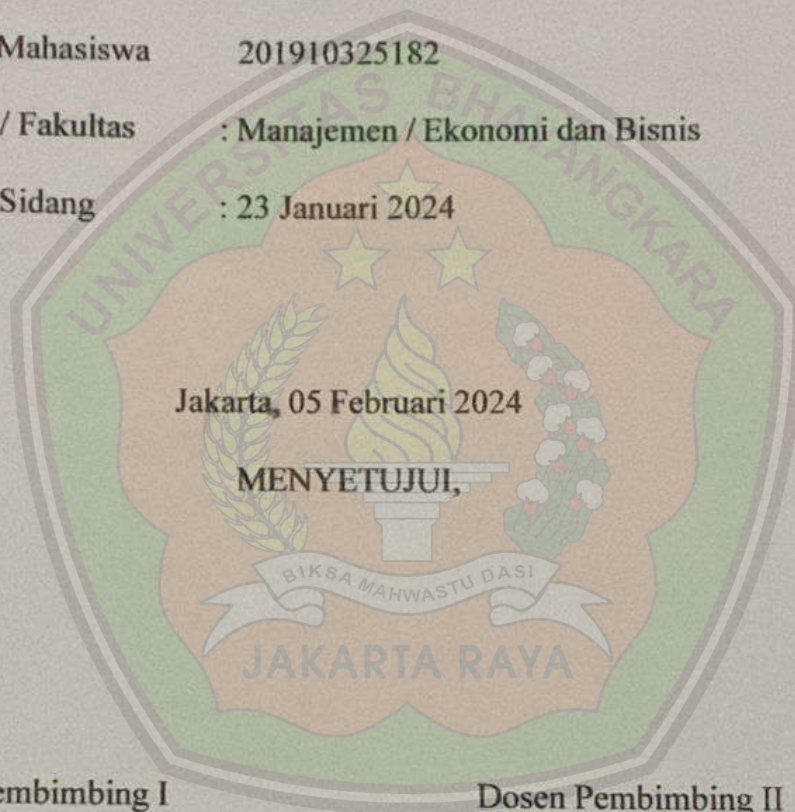 Mahasiswa 201910325182
/ Fakultas : Manajemen / Ekonomi dan Bisnis
Sidang : 23 Januari 2024
UNIVERSITAS BHAYANGKARA
Jakarta, 05 Februari 2024
MENYETUJUI,
BIKSA MAHWASTU DASI
JAKARTA RAYA
embimbing I Dosen Pembimbing II